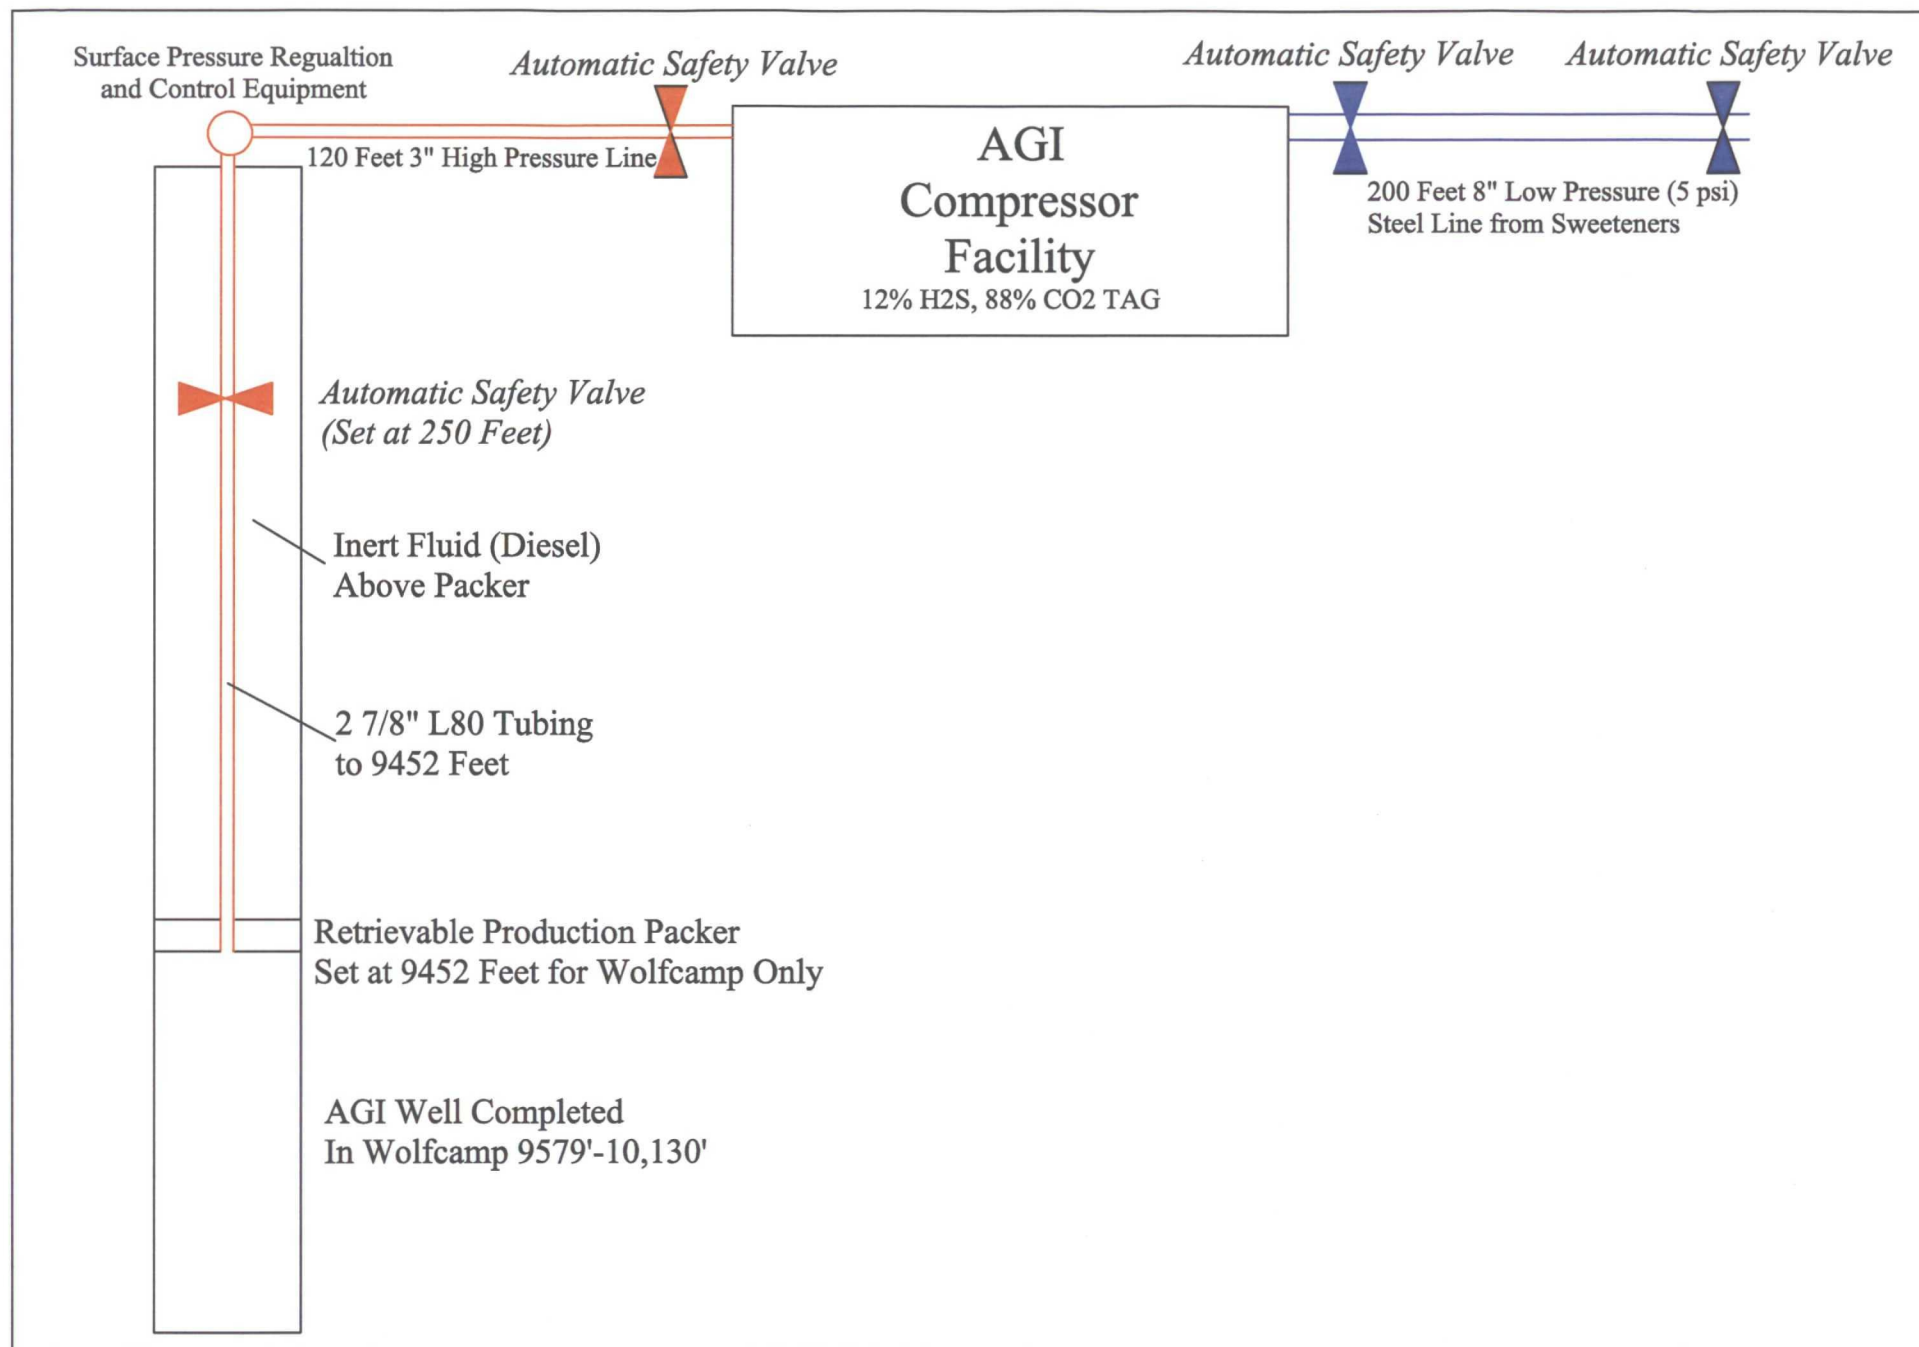 Surface Pressure Regualtion
and Control Equipment
Automatic Safety Valve
Automatic Safety Valve
Automatic Safety Valve
120 Feet 3" High Pressure Line
AGI
Compressor
Facility
12% H2S, 88% CO2 TAG
200 Feet 8" Low Pressure (5 psi)
Steel Line from Sweeteners
Automatic Safety Valve
(Set at 250 Feet)
Inert Fluid (Diesel)
Above Packer
2 7/8" L80 Tubing
to 9452 Feet
Retrievable Production Packer
Set at 9452 Feet for Wolfcamp Only
AGI Well Completed
In Wolfcamp 9579'-10,130'